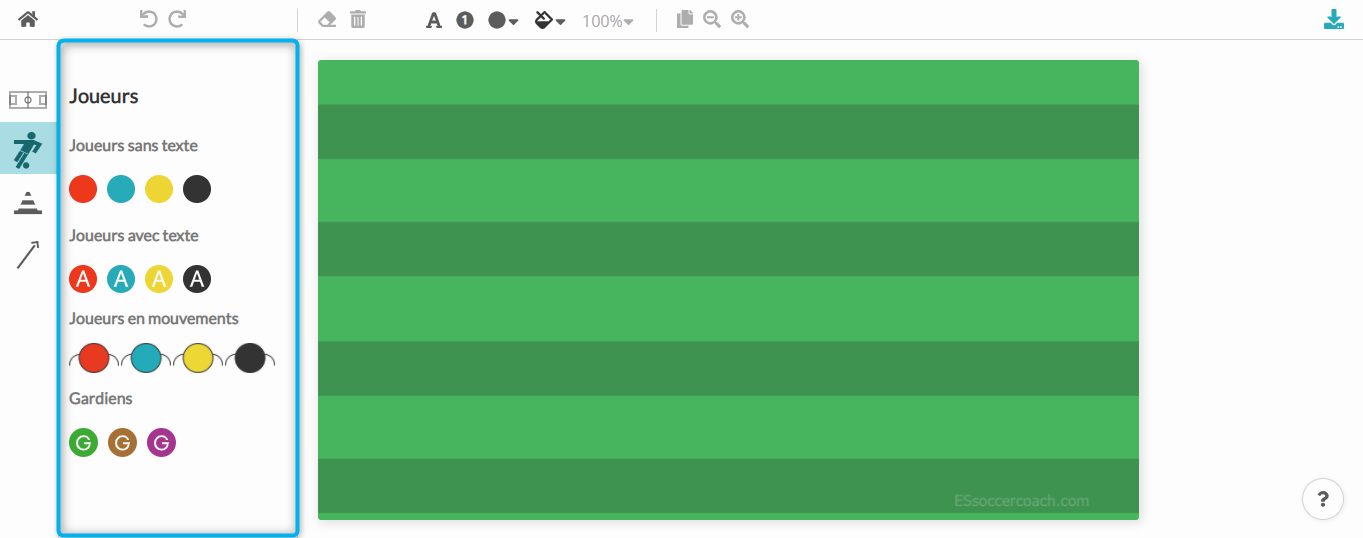 A 1 100%
Joueurs
Joueurs sans texte
Joueurs avec texte
A A A A
Joueurs en mouvements
Gardiens
G G G
ESsoccercoach.com
?